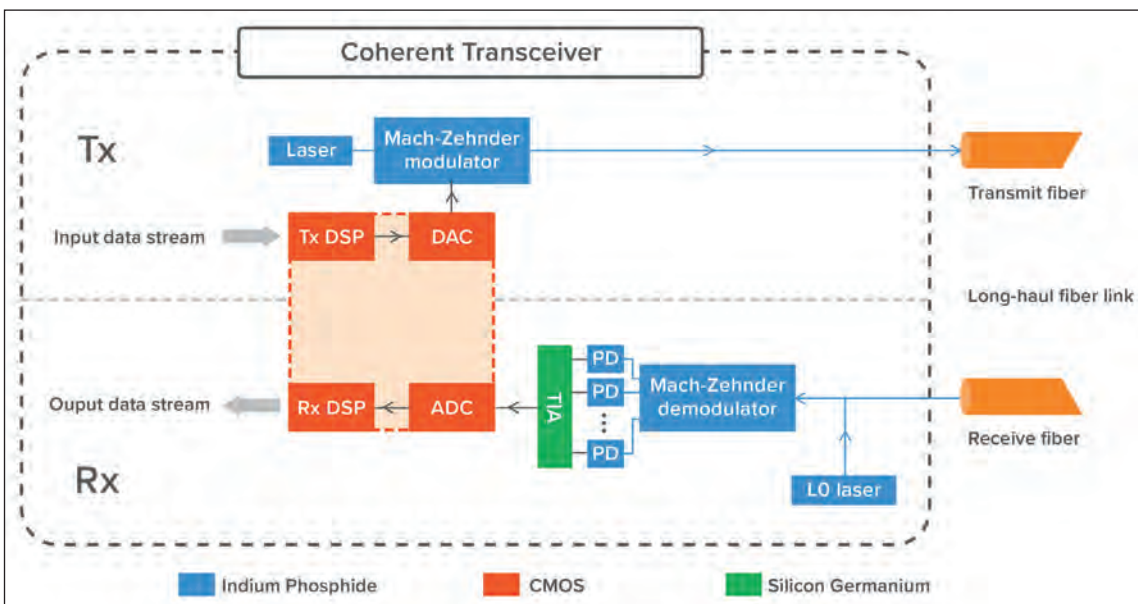 Coherent Transceiver
Tx
Laser
Mach-Zehnder
modulator
Transmit fiber
Input data stream
Tx DSP
DAC
Long-haul fiber link
PD
PD
PD
TIA
Mach-Zehnder
demodulator
Ouput data stream
Rx DSP
ADC
Receive fiber
Rx
LO laser
Indium Phosphide
CMOS
Silicon Germanium